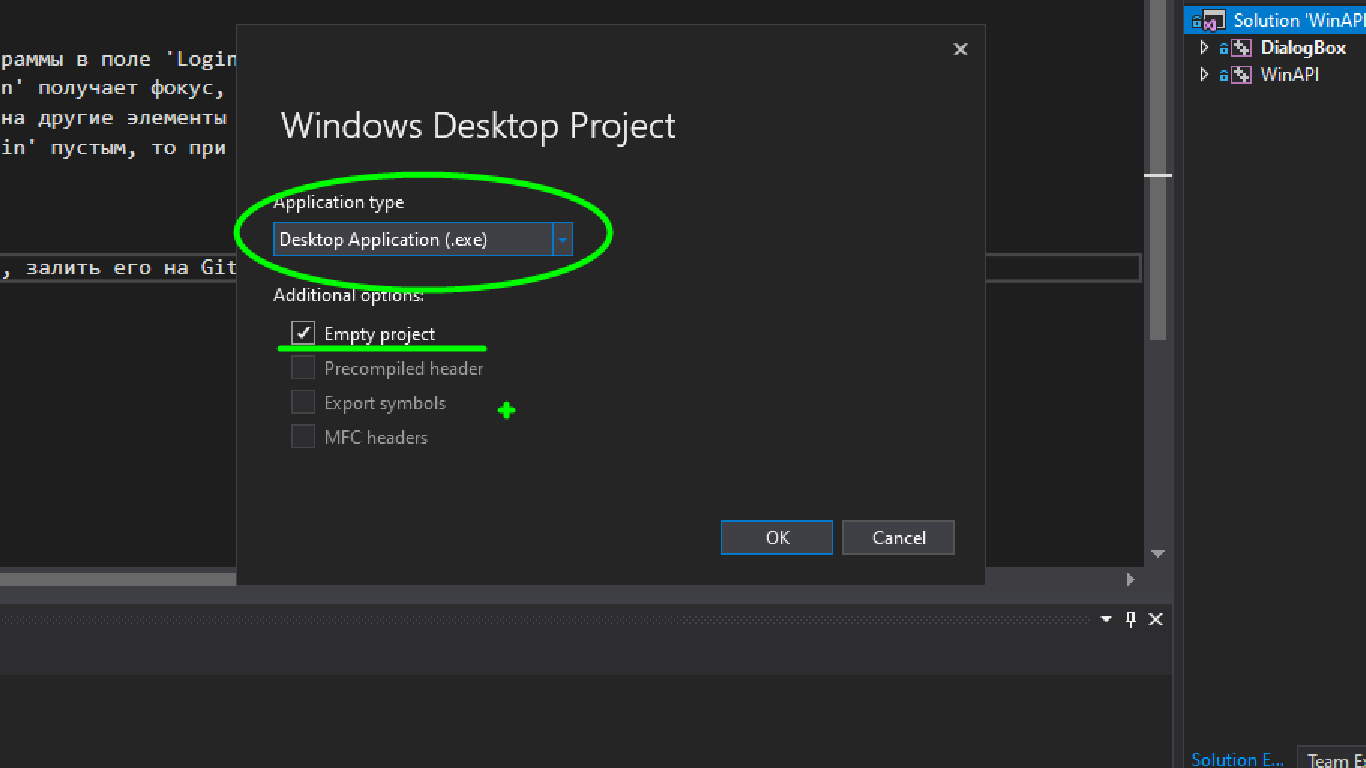 раммы в поле 'Login
n' получает фокус,
на другие элементы
in' пустым, то при
, залить его на Git
Windows Desktop Project
Application type
Desktop Application (.exe)
Additional options:
Empty project
Precompiled header
Export symbols
MFC headers
OK
Cancel
Solution 'WinAPI
DialogBox
WinAPI
Solution E...
Team Ex